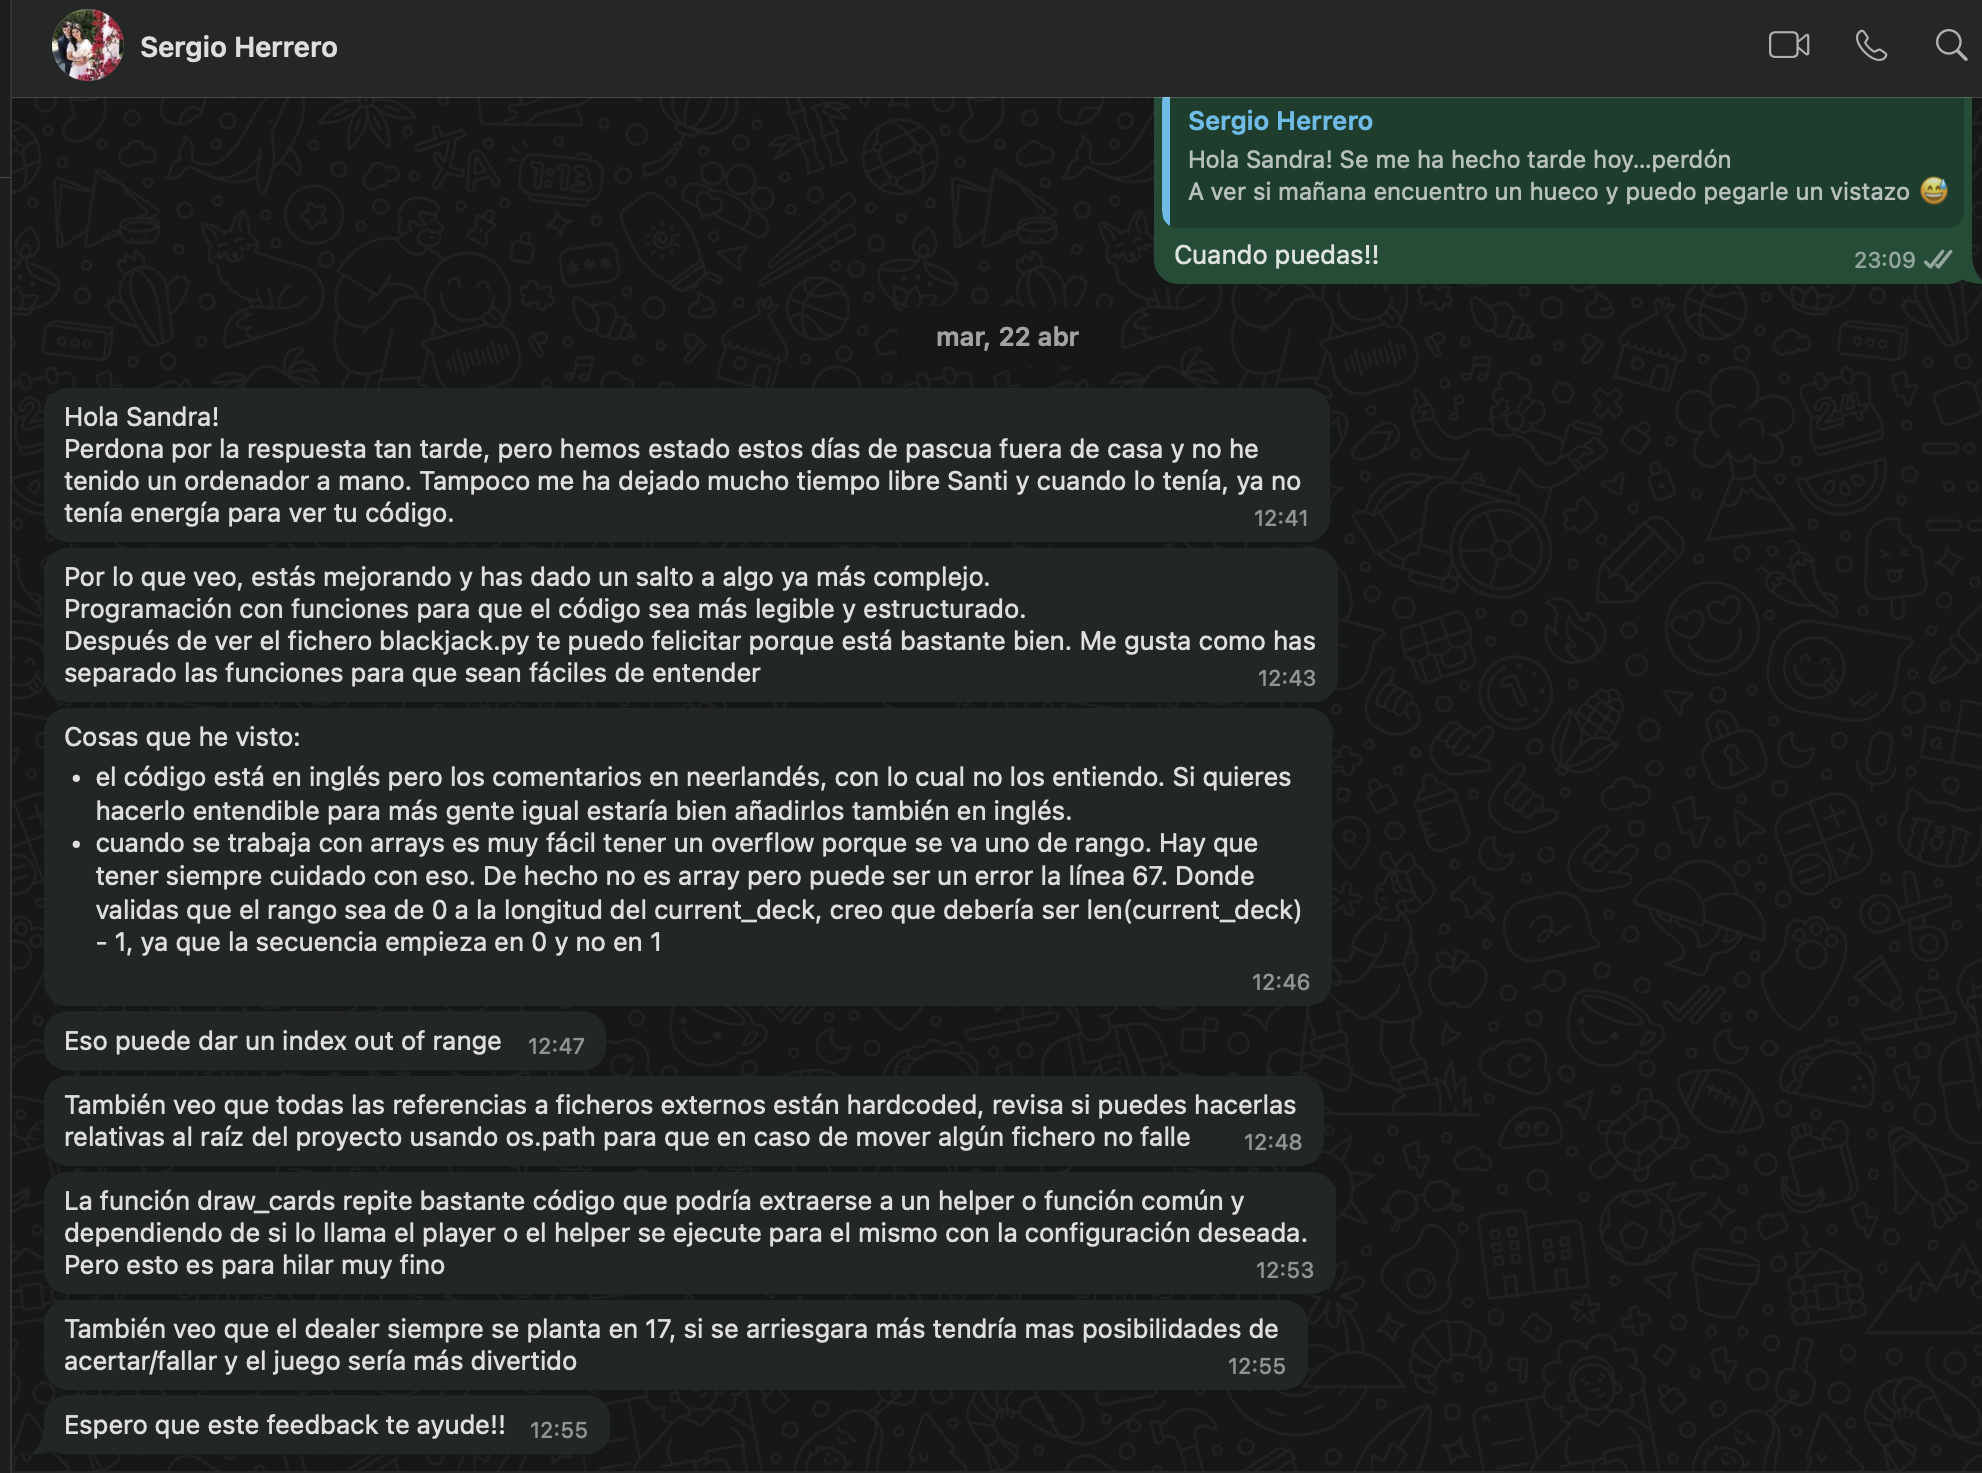 Sergio Herrero
Sergio Herrero
Hola Sandra! Se me ha hecho tarde hoy...perdón
A ver si mañana encuentro un hueco y puedo pegarle un vistazo 😅
Cuando puedas!!
23:09
mar, 22 abr
Hola Sandra!
Perdona por la respuesta tan tarde, pero hemos estado estos días de pascua fuera de casa y no he
tenido un ordenador a mano. Tampoco me ha dejado mucho tiempo libre Santi y cuando lo tenía, ya no
tenía energía para ver tu código.
12:41
Por lo que veo, estás mejorando y has dado un salto a algo ya más complejo.
Programación con funciones para que el código sea más legible y estructurado.
Después de ver el fichero blackjack.py te puedo felicitar porque está bastante bien. Me gusta como has
separado las funciones para que sean fáciles de entender
12:43
Cosas que he visto:
• el código está en inglés pero los comentarios en neerlandés, con lo cual no los entiendo. Si quieres
hacerlo entendible para más gente igual estaría bien añadirlos también en inglés.
• cuando se trabaja con arrays es muy fácil tener un overflow porque se va uno de rango. Hay que
tener siempre cuidado con eso. De hecho no es array pero puede ser un error la línea 67. Donde
validas que el rango sea de 0 a la longitud del current_deck, creo que debería ser len(current_deck)
- 1, ya que la secuencia empieza en 0 y no en 1
12:46
Eso puede dar un index out of range
12:47
También veo que todas las referencias a ficheros externos están hardcoded, revisa si puedes hacerlas
relativas al raíz del proyecto usando os.path para que en caso de mover algún fichero no falle
12:48
La función draw_cards repite bastante código que podría extraerse a un helper o función común y
dependiendo de si lo llama el player o el helper se ejecute para el mismo con la configuración deseada.
Pero esto es para hilar muy fino
12:53
También veo que el dealer siempre se planta en 17, si se arriesgara más tendría mas posibilidades de
acertar/fallar y el juego sería más divertido
12:55
Espero que este feedback te ayude!!
12:55